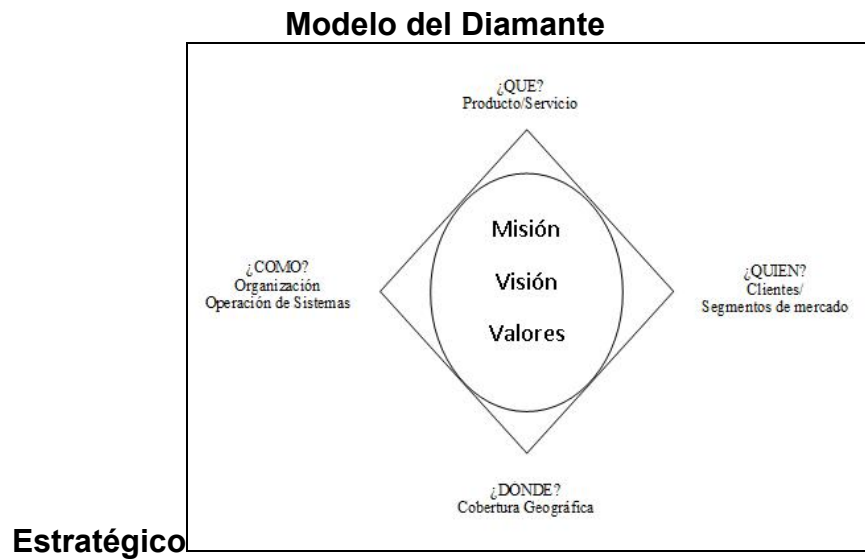 Modelo del Diamante
¿QUE?
Producto/Servicio
Misión
Visión
Valores
¿COMO?
Organización
Operación de Sistemas
¿QUIEN?
Clientes/
Segmentos de mercado
¿DONDE?
Cobertura Geográfica
Estratégico